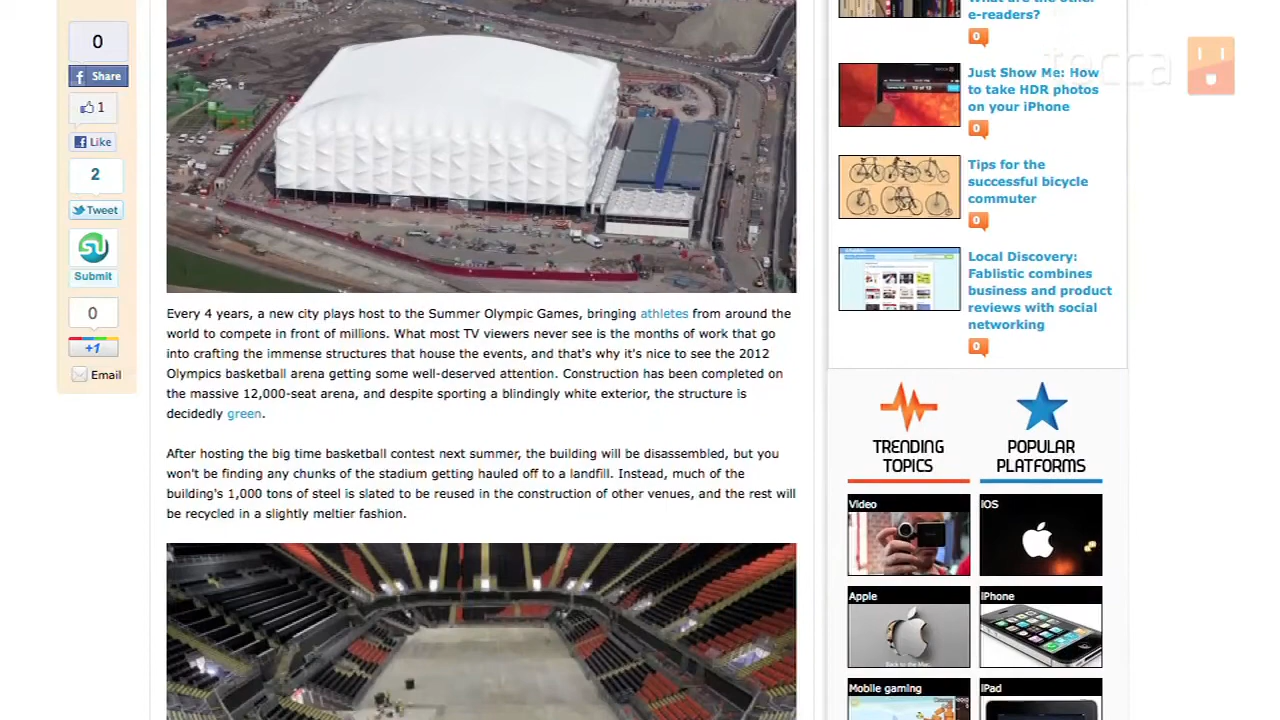 0
Share
1
Like
2
Tweet
Submit
0
+1
Email
Every 4 years, a new city plays host to the Summer Olympic Games, bringing athletes from around the
world to compete in front of millions. What most TV viewers never see is the months of work that go
into crafting the immense structures that house the events, and that's why it's nice to see the 2012
Olympics basketball arena getting some well-deserved attention. Construction has been completed on
the massive 12,000-seat arena, and despite sporting a blindingly white exterior, the structure is
decidedly green.
After hosting the big time basketball contest next summer, the building will be disassembled, but you
won't be finding any chunks of the stadium getting hauled off to a landfill. Instead, much of the
building's 1,000 tons of steel is slated to be reused in the construction of other venues, and the rest will
be recycled in a slightly meltier fashion.
What are the other
e-readers?
0
tecca
Just Show Me: How
to take HDR photos
on your iPhone
0
Tips for the
successful bicycle
commuter
0
Local Discovery:
Fablistic combines
business and product
reviews with social
networking
0
TRENDING
TOPICS
POPULAR
PLATFORMS
Video
iOS
Apple
Back to the Mac
iPhone
Mobile gaming
iPad